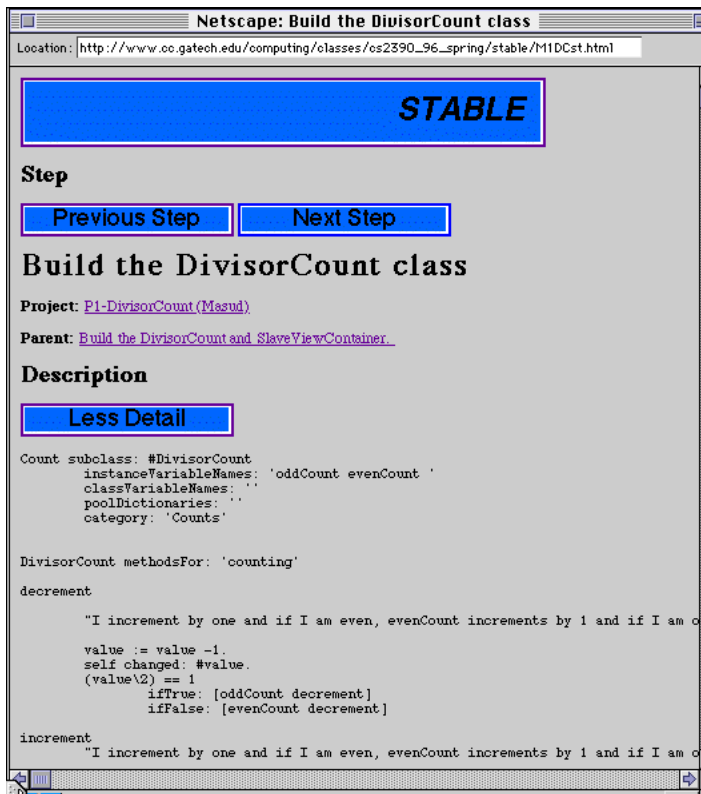 Netscape: Build the DivisorCount class
Location: http://www.cc.gatech.edu/computing/classes/cs2390_96_spring/stable/M1DCst.html
STABLE
Step
Previous Step
Next Step
Build the DivisorCount class
Project: P1-DivisorCount (Masud)
Parent: Build the DivisorCount and SlaveViewContainer.
Description
Less Detail
Count subclass: #DivisorCount
instanceVariableNames: 'oddCount evenCount '
classVariableNames: ''
poolDictionaries: ''
category: 'Counts'
DivisorCount methodsFor: 'counting'
decrement
"I increment by one and if I am even, evenCount increments by 1 and if I am o
value := value -1.
self changed: #value.
(value\2) == 1
ifTrue: [oddCount decrement]
ifFalse: [evenCount decrement]
increment
"I increment by one and if I am even, evenCount increments by 1 and if I am o